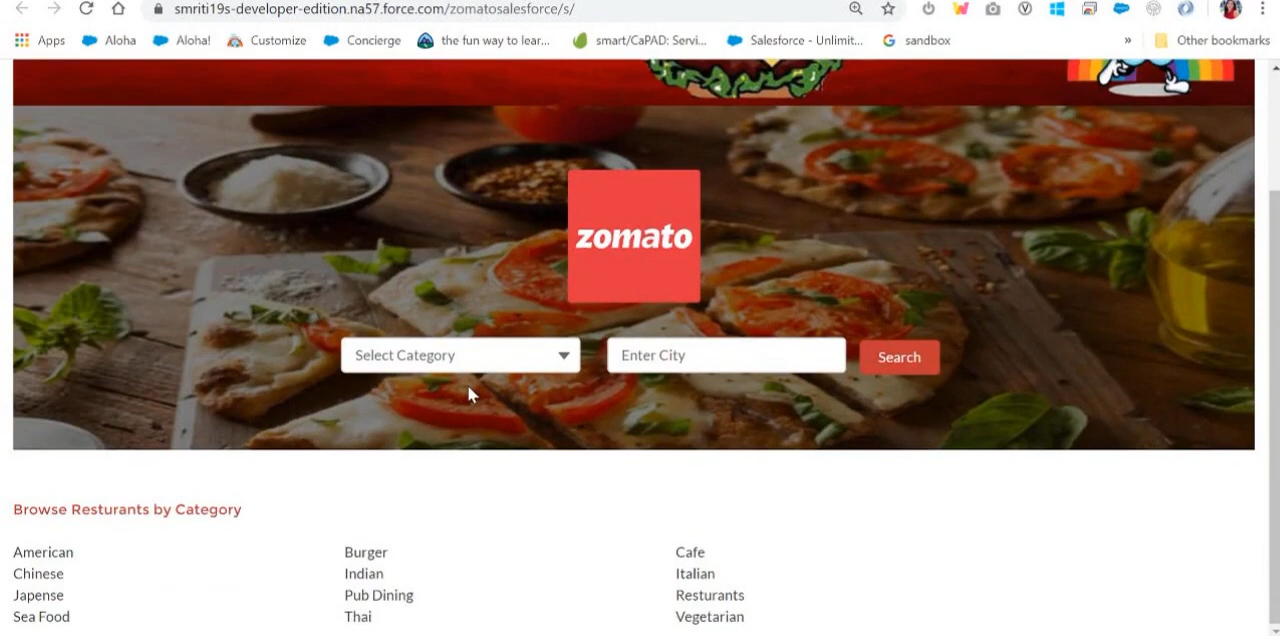 smriti19s-developer-edition.na57.force.com/zomatosalesforce/s/
Apps Aloha Aloha! Customize Concierge the fun way to lear... smart/CaPAD: Servi... Salesforce - Unlimit... sandbox » Other bookmarks
zomato
Select Category Enter City Search
Browse Resturants by Category
American Burger Cafe
Chinese Indian Italian
Japense Pub Dining Resturants
Sea Food Thai Vegetarian